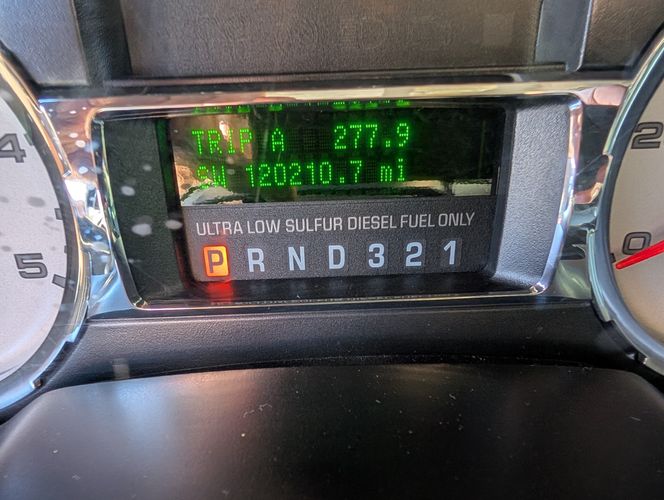 TRIP A 277.9
SW 120210.7 mi
ULTRA LOW SULFUR DIESEL FUEL ONLY
P R N D 3 2 1
4
5
2
0